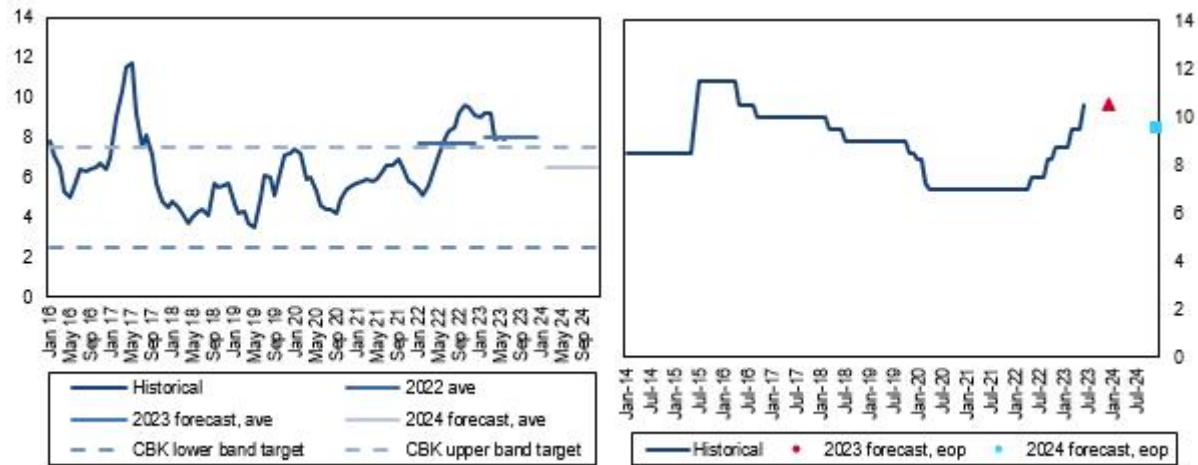 14
12
10
8
6
4
2
0
Jan 16
May 16
Sep 16
Jan 17
May 17
Sep 17
Jan 18
May 18
Sep 18
Jan 19
May 19
Sep 19
Jan 20
May 20
Sep 20
Jan 21
May 21
Sep 21
Jan 22
May 22
Sep 22
Jan 23
May 23
Sep 23
Jan 24
May 24
Sep 24
Historical
2022 ave
2023 forecast, ave
2024 forecast, ave
CBK lower band target
CBK upper band target
14
12
10
8
6
4
2
0
Jan-14
Jul-14
Jan-15
Jul-15
Jan-16
Jul-16
Jan-17
Jul-17
Jan-18
Jul-18
Jan-19
Jul-19
Jan-20
Jul-20
Jan-21
Jul-21
Jan-22
Jul-22
Jan-23
Jul-23
Jan-24
Jul-24
Historical
2023 forecast, eop
2024 forecast, eop